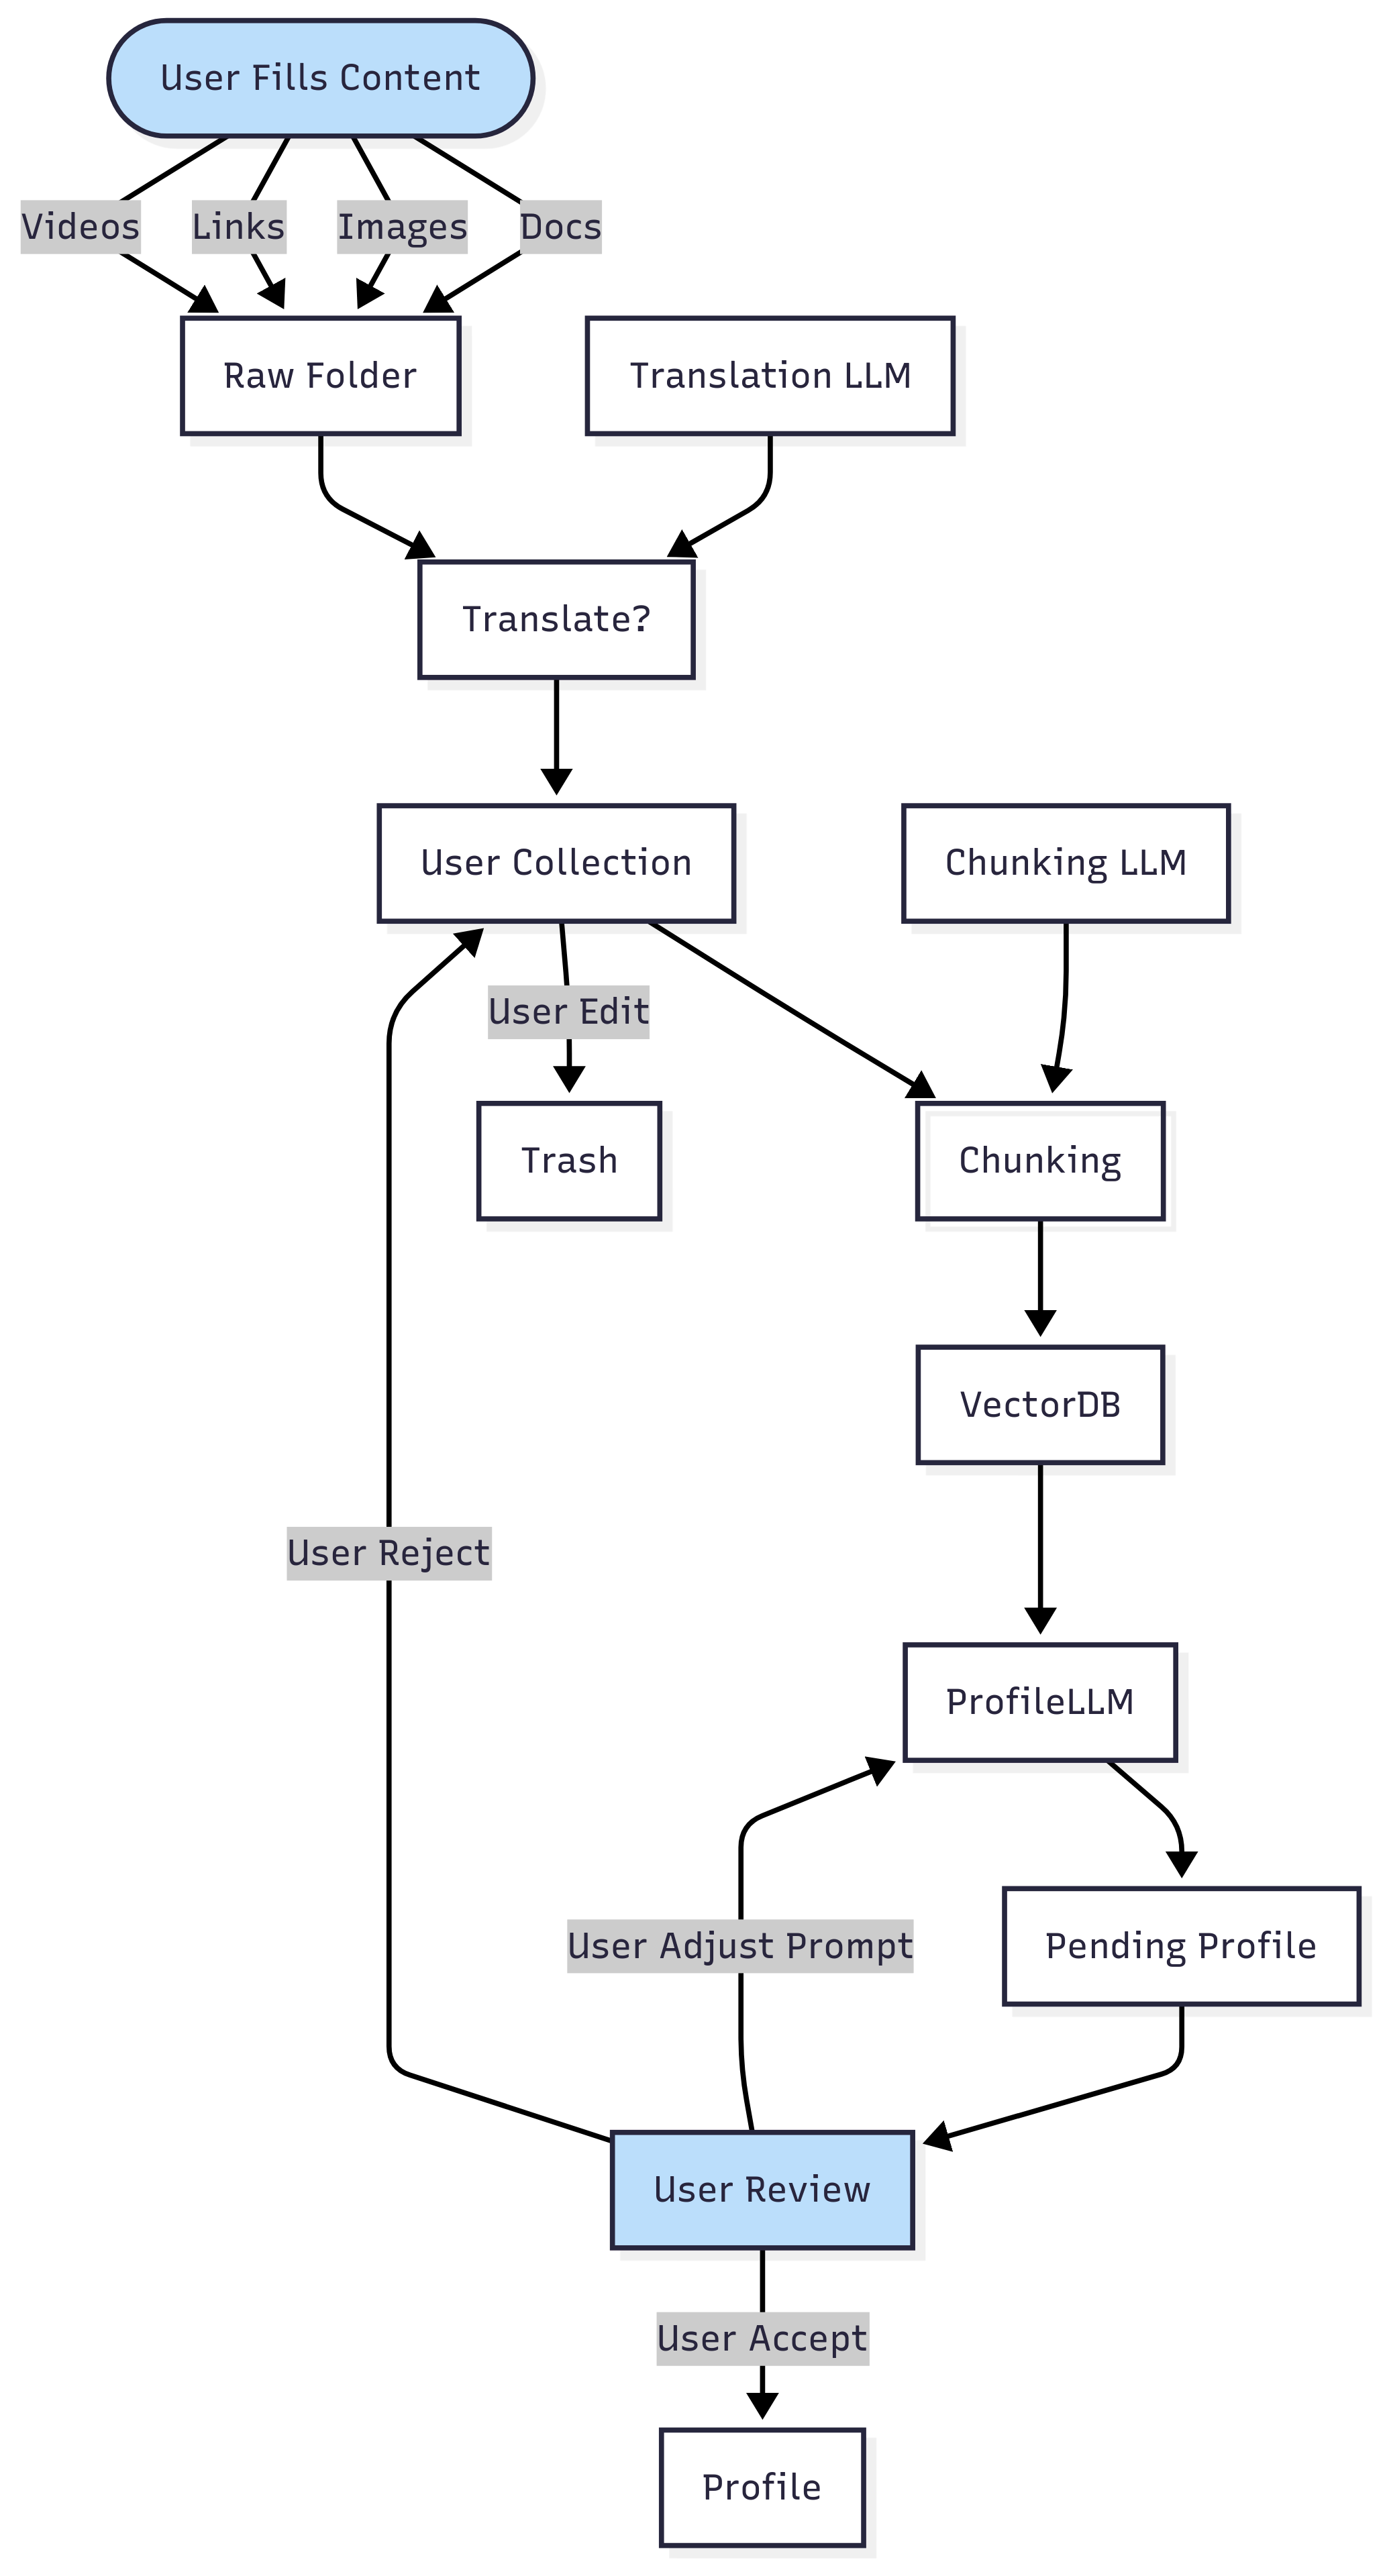 User Fills Content
Videos
Links
Images
Docs
Raw Folder
Translation LLM
Translate?
User Collection
Chunking LLM
User Edit
Trash
Chunking
VectorDB
User Reject
ProfileLLM
User Adjust Prompt
Pending Profile
User Review
User Accept
Profile